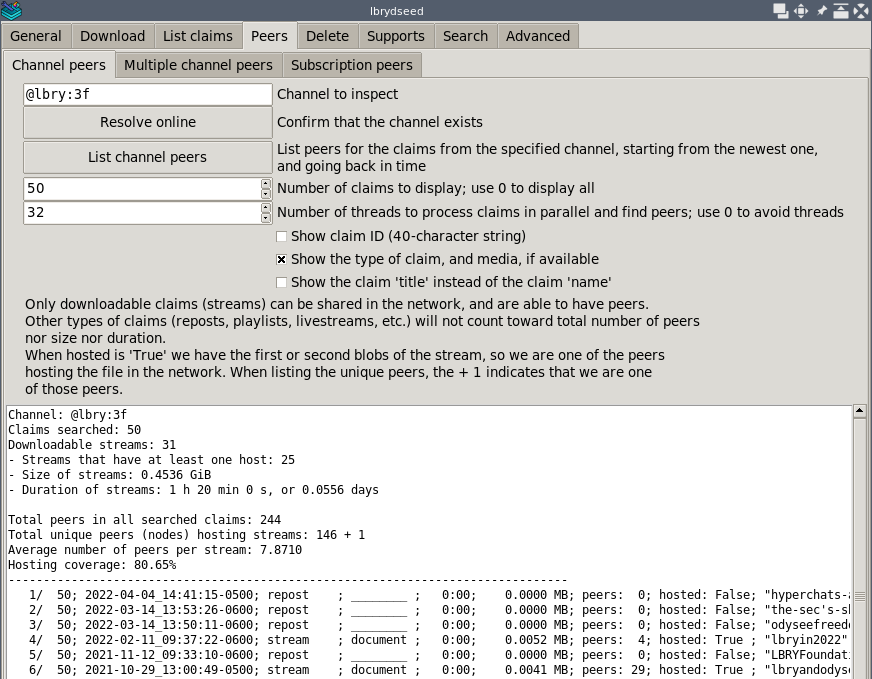 lbrydseed
General Download List claims Peers Delete Supports Search Advanced
Channel peers Multiple channel peers Subscription peers
@lbry:3f Channel to inspect
Resolve online Confirm that the channel exists
List channel peers List peers for the claims from the specified channel, starting from the newest one,
and going back in time
50 Number of claims to display; use 0 to display all
32 Number of threads to process claims in parallel and find peers; use 0 to avoid threads
Show claim ID (40-character string)
Show the type of claim, and media, if available
Show the claim 'title' instead of the claim 'name'
Only downloadable claims (streams) can be shared in the network, and are able to have peers.
Other types of claims (reposts, playlists, livestreams, etc.) will not count toward total number of peers
nor size nor duration.
When hosted is 'True' we have the first or second blobs of the stream, so we are one of the peers
hosting the file in the network. When listing the unique peers, the + 1 indicates that we are one
of those peers.
Channel: @lbry:3f
Claims searched: 50
Downloadable streams: 31
- Streams that have at least one host: 25
- Size of streams: 0.4536 GiB
- Duration of streams: 1 h 20 min 0 s, or 0.0556 days
Total peers in all searched claims: 244
Total unique peers (nodes) hosting streams: 146 + 1
Average number of peers per stream: 7.8710
Hosting coverage: 80.65%
--------------------------------------------------------------------------------
1/ 50; 2022-04-04_14:41:15-0500; repost ; ________ ; 0:00; 0.0000 MB; peers: 0; hosted: False; "hyperchats-
2/ 50; 2022-03-14_13:53:26-0600; repost ; ________ ; 0:00; 0.0000 MB; peers: 0; hosted: False; "the-sec's-
3/ 50; 2022-03-14_13:50:11-0600; repost ; ________ ; 0:00; 0.0000 MB; peers: 0; hosted: False; "odyseefreed
4/ 50; 2022-02-11_09:37:22-0600; stream ; document ; 0:00; 0.0052 MB; peers: 4; hosted: True ; "lbryin2022"
5/ 50; 2021-11-12_09:33:10-0600; repost ; ________ ; 0:00; 0.0000 MB; peers: 0; hosted: False; "LBRYFoundat
6/ 50; 2021-10-29_13:00:49-0500; stream ; document ; 0:00; 0.0041 MB; peers: 29; hosted: True ; "lbryandodys